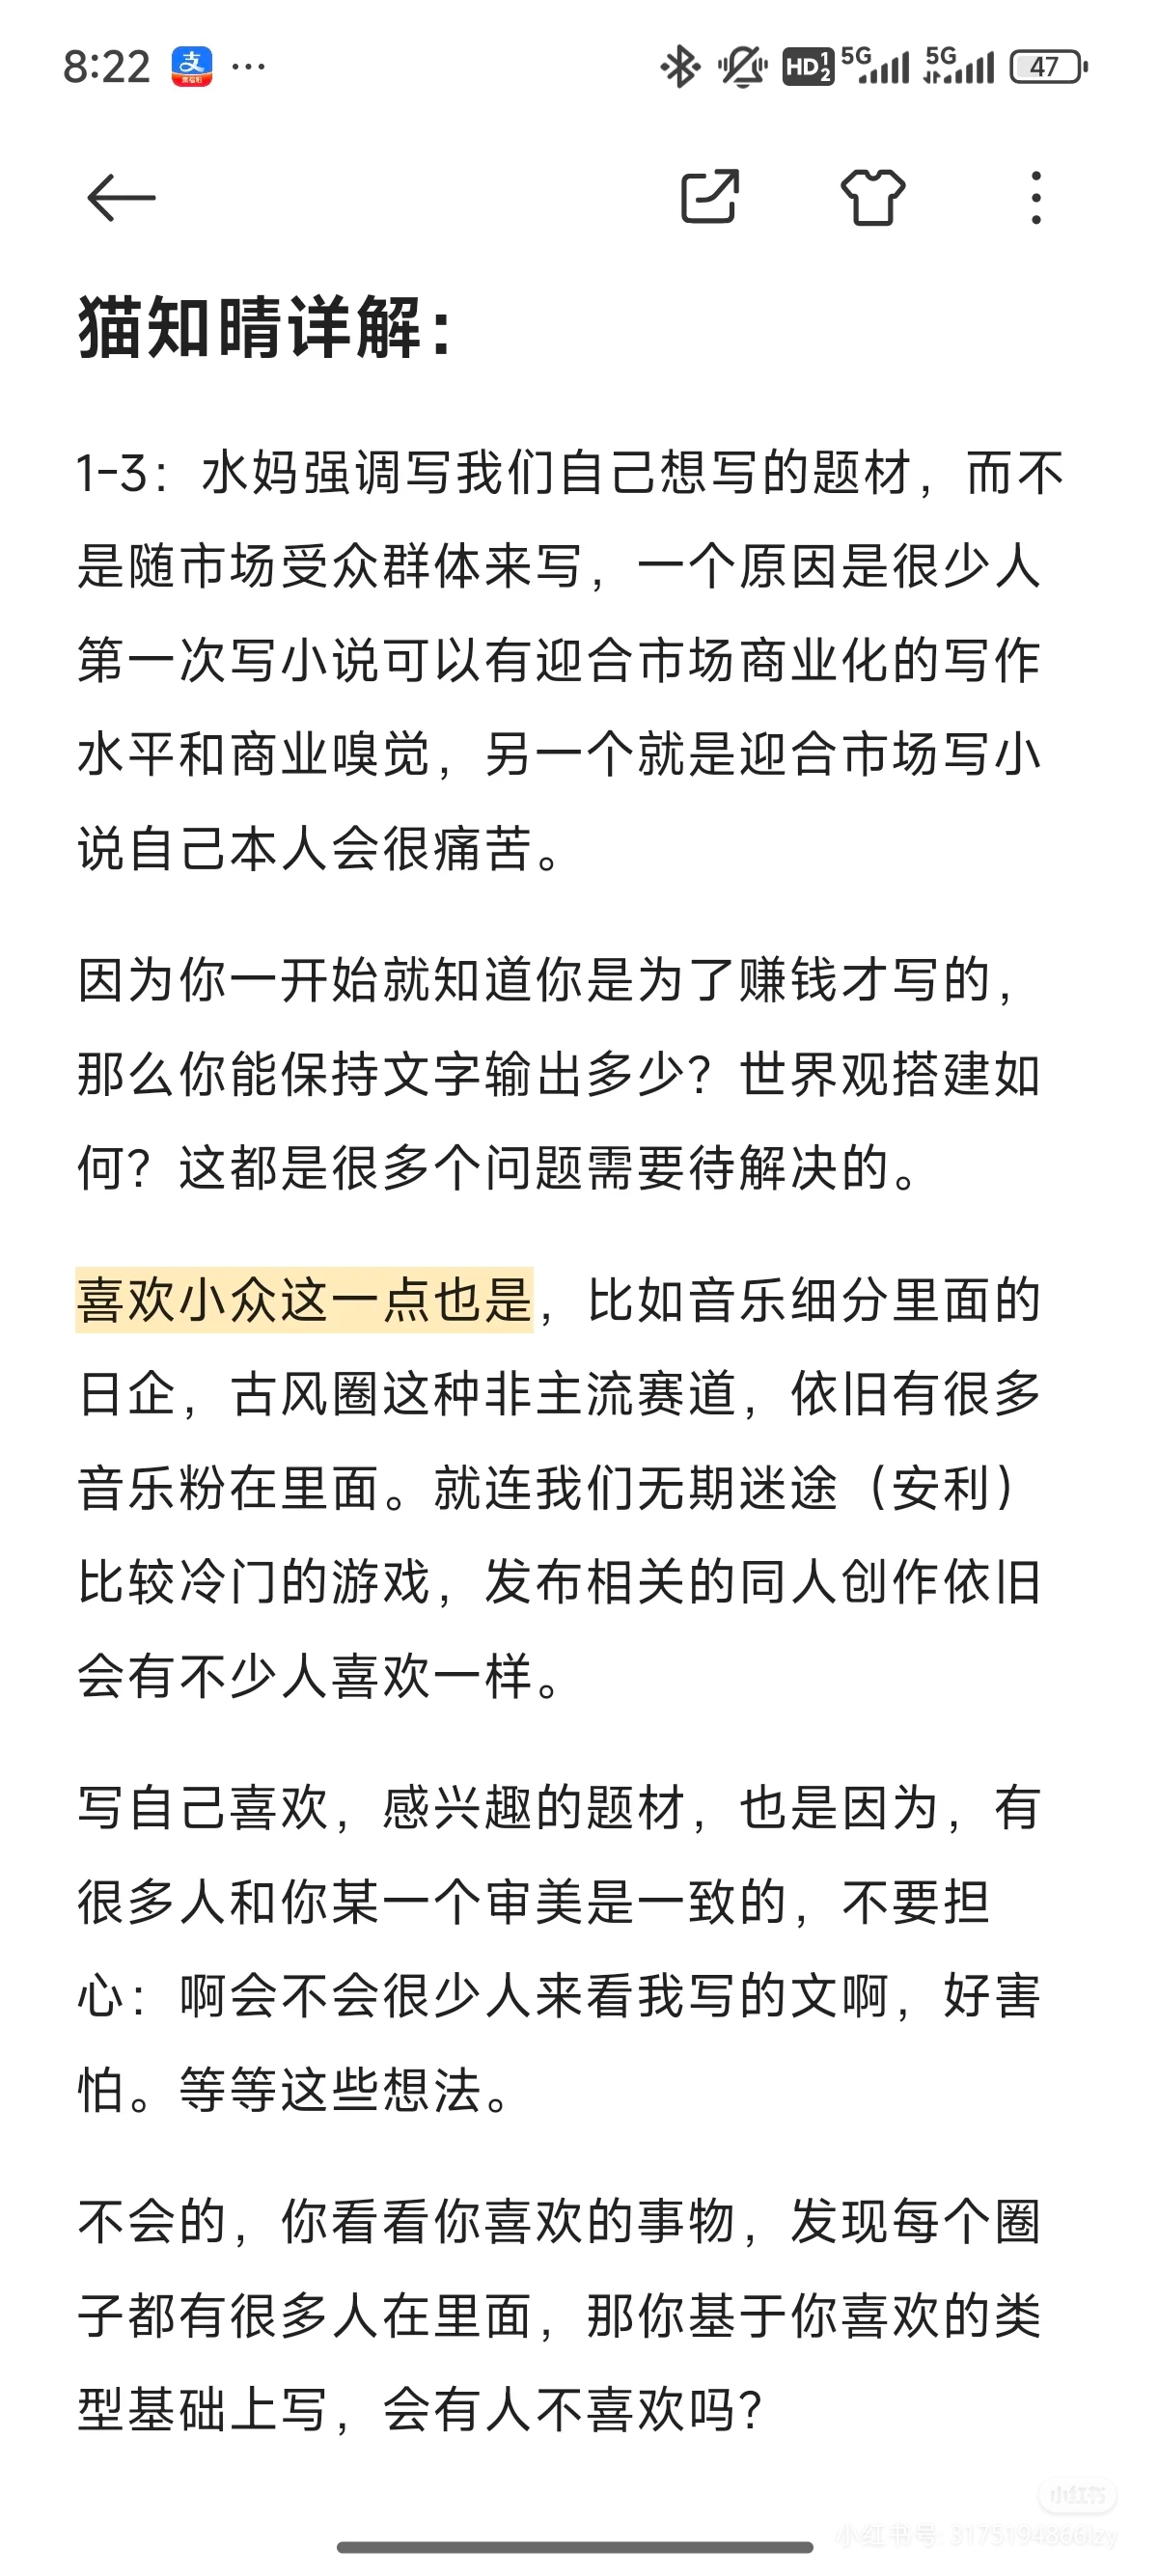 8:22 支 ... HD 1 2 5G 5G 47
猫知晴详解：
1-3：水妈强调写我们自己想写的题材，而不
是随市场受众群体来写，一个原因是很少人
第一次写小说可以有迎合市场商业化的写作
水平和商业嗅觉，另一个就是迎合市场写小
说自己本人会很痛苦。
因为你一开始就知道你是为了赚钱才写的，
那么你能保持文字输出多少？世界观搭建如
何？这都是很多个问题需要待解决的。
喜欢小众这一点也是，比如音乐细分里面的
日企，古风圈这种非主流赛道，依旧有很多
音乐粉在里面。就连我们无期迷途（安利）
比较冷门的游戏，发布相关的同人创作依旧
会有不少人喜欢一样。
写自己喜欢，感兴趣的题材，也是因为，有
很多人和你某一个审美是一致的，不要担
心：啊会不会很少人来看我写的文啊，好害
怕。等等这些想法。
不会的，你看看你喜欢的事物，发现每个圈
子都有很多人在里面，那你基于你喜欢的类
型基础上写，会有人不喜欢吗？
小红书
小红书号: 3175194866lzy